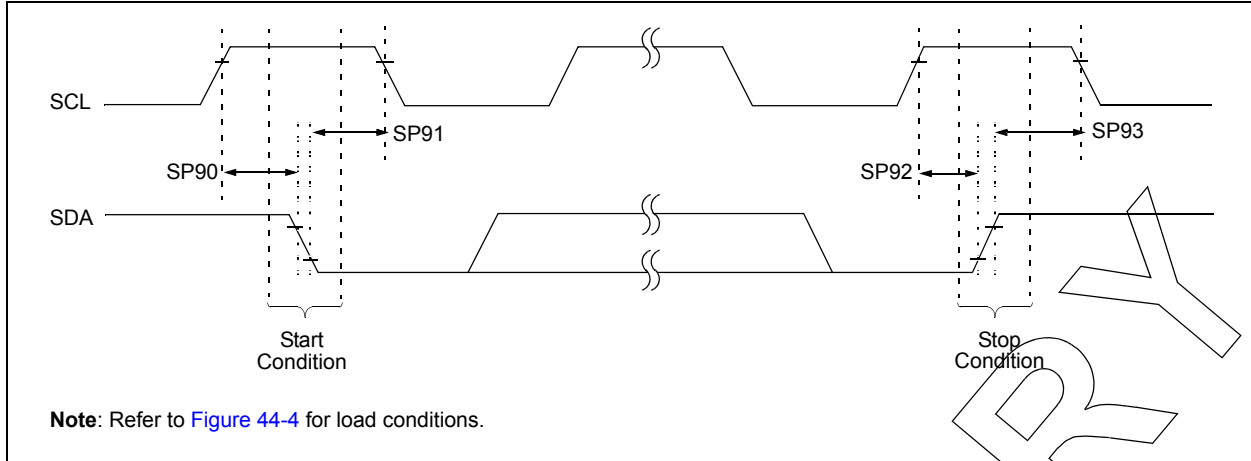 SCL
SP91
SP93
SP90
SP92
SDA
Start
Condition
Stop
Condition
Note: Refer to Figure 44-4 for load conditions.
R Y